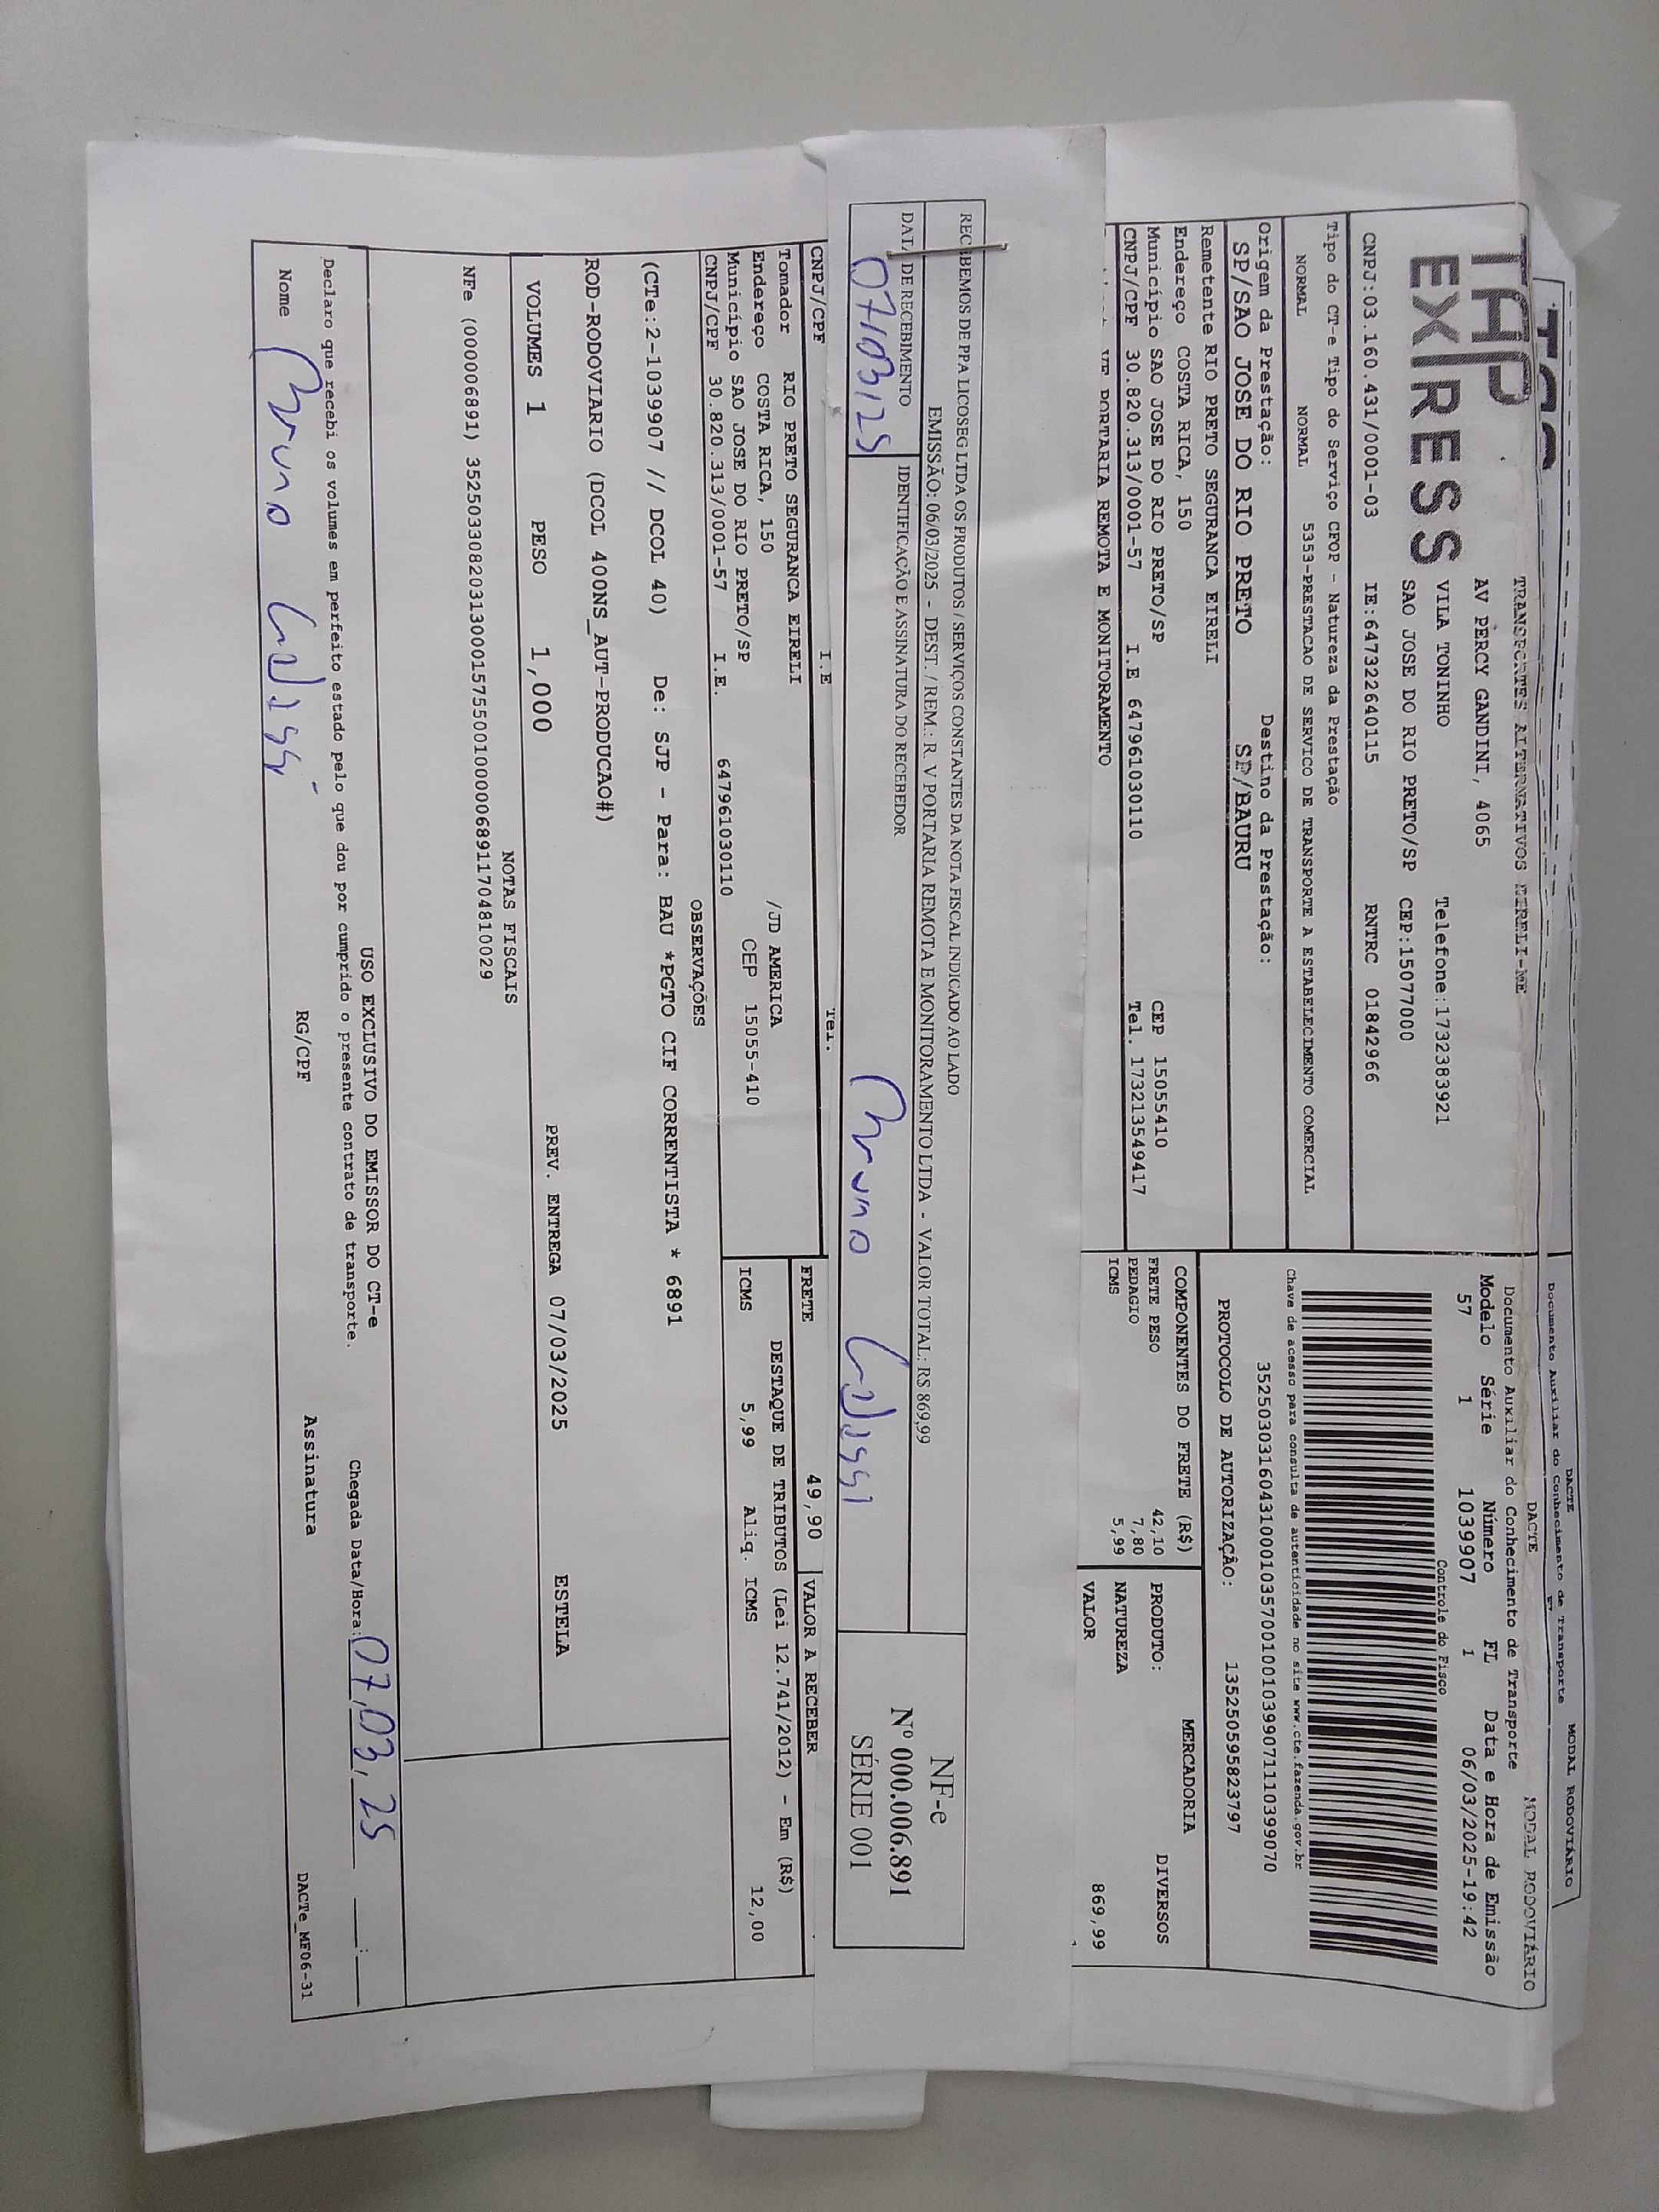 DACTE
MODAL RODOVIÁRIO
Documento Auxiliar do Conhecimento de Transporte
TRANSPORTES ALTERNATIVOS EIRELI-ME
EXPRESS
AV PERCY GANDINI, 4065
VILA TONINHO
Telefone:1732383921
SAO JOSE DO RIO PRETO/SP CEP:15077000
CNPJ:03.160.431/0001-03 IE:647322640115 RNTRC 01842966
DACTE
MODAL RODOVIÁRIO
Documento Auxiliar do Conhecimento de Transporte
Modelo Série Número FL Data e Hora de Emissão
57 1 1039907 1 06/03/2025-19:42
Controle do Fisco
Chave de acesso para consulta de autenticidade no site www.cte.fazenda.gov.br
35250303160431000103570010010399071110399070
PROTOCOLO DE AUTORIZAÇÃO: 135250595823797
Tipo do CT-e Tipo do Serviço CFOP - Natureza da Prestação
NORMAL NORMAL 5353-PRESTACAO DE SERVICO DE TRANSPORTE A ESTABELECIMENTO COMERCIAL
Origem da Prestação: Destino da Prestação:
SP/SAO JOSE DO RIO PRETO SP/BAURU
Remetente RIO PRETO SEGURANCA EIRELI
Endereço COSTA RICA, 150
Municipio SAO JOSE DO RIO PRETO/SP CEP 15055410
CNPJ/CPF 30.820.313/0001-57 I.E 647961030110 Tel. 173213549417
PORTARIA REMOTA E MONITORAMENTO
COMPONENTES DO FRETE (R$)
FRETE PESO 42,10
PEDAGIO 7,80
ICMS 5,99
MERCADORIA
PRODUTO: DIVERSOS
NATUREZA
VALOR 869,99
RECEBEMOS DE PPA LICOSEG LTDA OS PRODUTOS / SERVIÇOS CONSTANTES DA NOTA FISCAL INDICADO AO LADO
EMISSÃO: 06/03/2025 - DEST. / REM.: R. V PORTARIA REMOTA E MONITORAMENTO LTDA - VALOR TOTAL: R$ 869,99
DATA DE RECEBIMENTO
IDENTIFICAÇÃO E ASSINATURA DO RECEBEDOR
07/03/25
Bruno
NF-e
Nº 000.006.891
SÉRIE 001
CNPJ/CPF I.E Tel.
Tomador RIO PRETO SEGURANCA EIRELI
Endereço COSTA RICA, 150 /JD AMERICA
Municipio SAO JOSE DO RIO PRETO/SP CEP 15055-410
CNPJ/CPF 30.820.313/0001-57 I.E. 647961030110
FRETE 49,90 VALOR A RECEBER
DESTAQUE DE TRIBUTOS (Lei 12.741/2012) - Em (R$)
ICMS 5,99 Aliq. ICMS 12,00
OBSERVAÇÕES
(CTe:2-1039907 // DCOL 40) De: SJP - Para: BAU *PGTO CIF CORRENTISTA * 6891
ROD-RODOVIARIO (DCOL 400NS_AUT-PRODUCAO#)
VOLUMES 1 PESO 1,000 PREV. ENTREGA 07/03/2025 ESTELA
NOTAS FISCAIS
NFe (000006891) 35250330820313000157550010000068911704810029
USO EXCLUSIVO DO EMISSOR DO CT-e
Declaro que recebi os volumes em perfeito estado pelo que dou por cumprido o presente contrato de transporte.
Chegada Data/Hora: 07,03,25
Nome Bruno
RG/CPF
Assinatura
DACTe_MF06-31